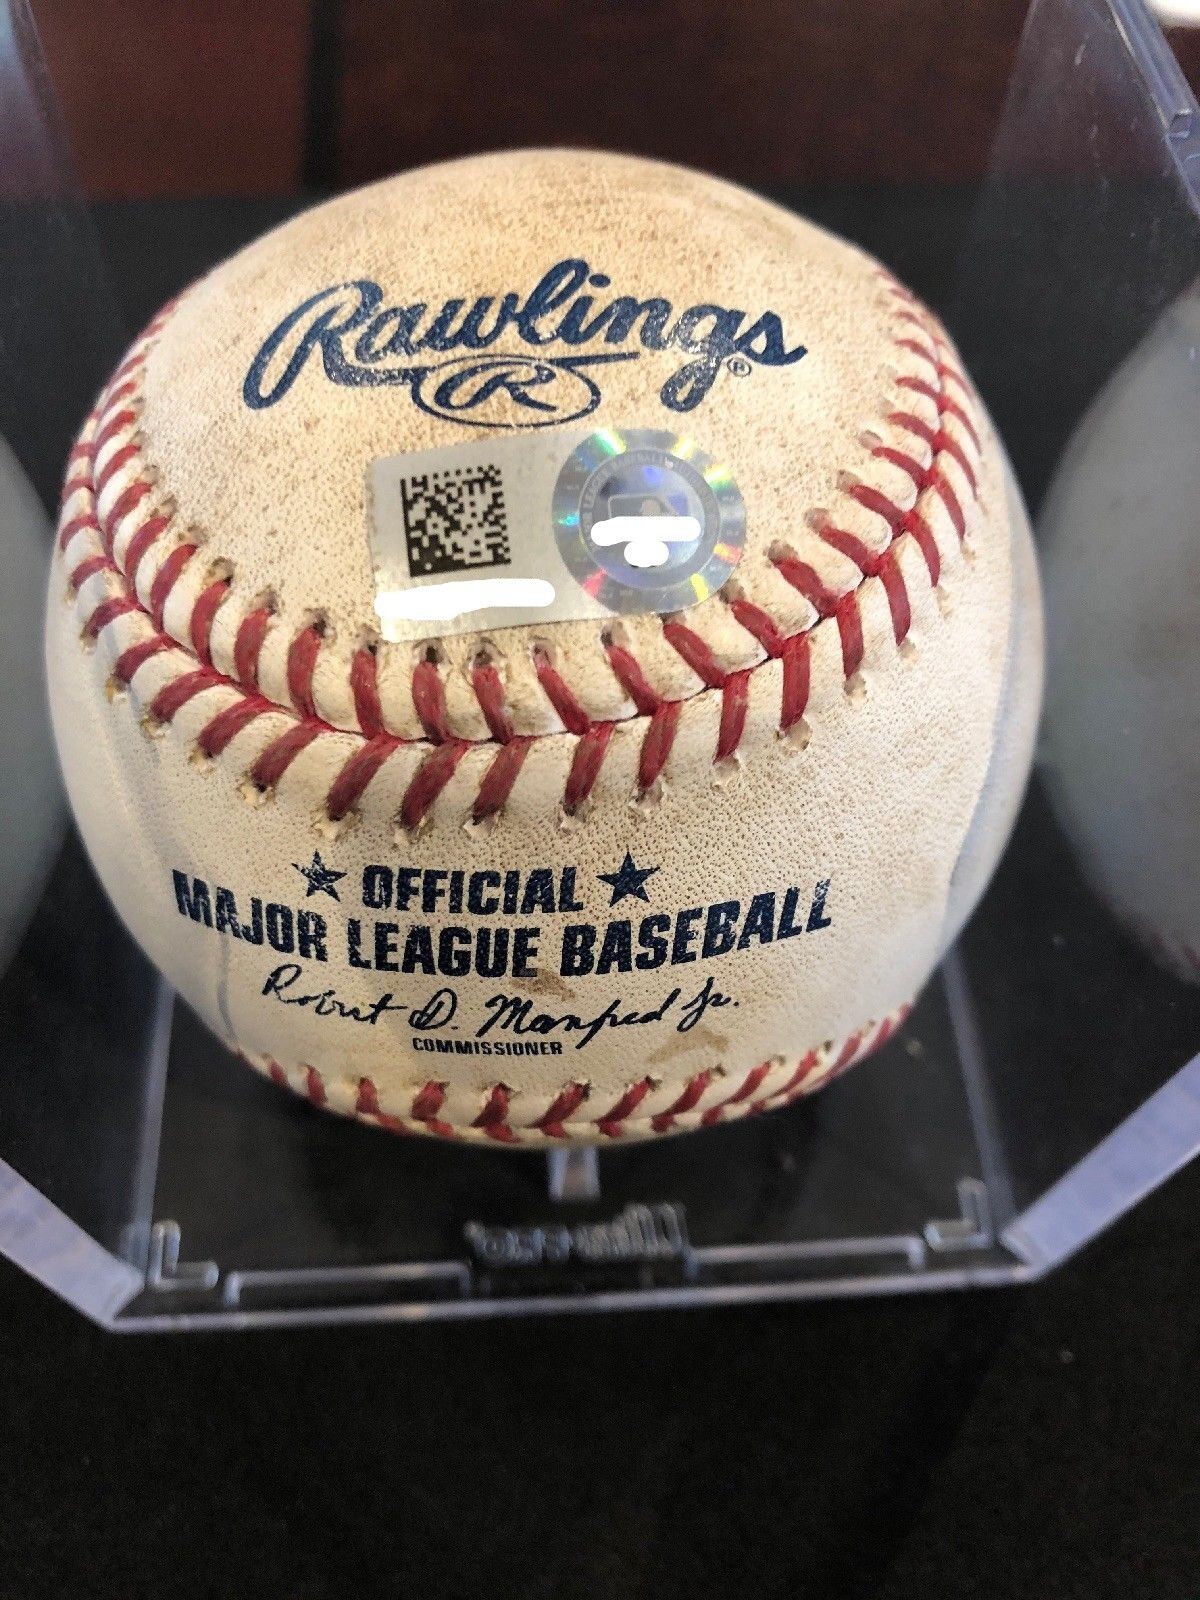 Rawlings
®
R
★ OFFICIAL ★
MAJOR LEAGUE BASEBALL
Robert D. Manfred Jr.
COMMISSIONER